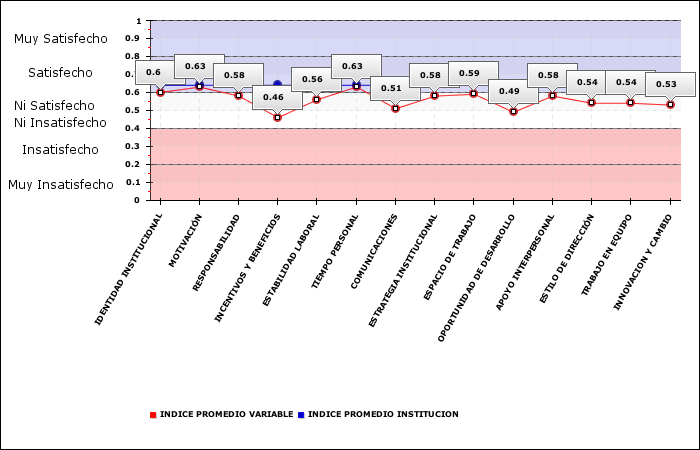 1
Muy Satisfecho
0.9
0.8
Satisfecho
0.7
0.6
Ni Satisfecho
Ni Insatisfecho
0.5
0.4
Insatisfecho
0.3
0.2
Muy Insatisfecho
0.1
0
0.6
0.63
0.58
0.46
0.56
0.63
0.51
0.58
0.59
0.49
0.58
0.54
0.54
0.53
IDENTIDAD INSTITUCIONAL
MOTIVACIÓN
RESPONSABILIDAD
INCENTIVOS Y BENEFICIOS
ESTABILIDAD LABORAL
TIEMPO PERSONAL
COMUNICACIONES
ESTRATEGIA INSTITUCIONAL
ESPACIO DE TRABAJO
OPORTUNIDAD DE DESARROLLO
APOYO INTERPERSONAL
ESTILO DE DIRECCIÓN
TRABAJO EN EQUIPO
INNOVACION Y CAMBIO
INDICE PROMEDIO VARIABLE
INDICE PROMEDIO INSTITUCION